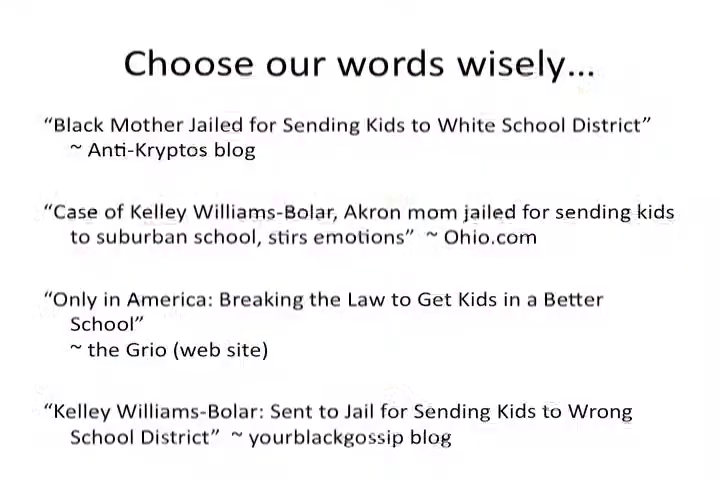 Choose our words wisely...
“Black Mother Jailed for Sending Kids to White School District”
~ Anti-Kryptos blog
“Case of Kelley Williams-Bolar, Akron mom jailed for sending kids
to suburban school, stirs emotions” ~ Ohio.com
“Only in America: Breaking the Law to Get Kids in a Better
School”
~ the Grio (web site)
“Kelley Williams-Bolar: Sent to Jail for Sending Kids to Wrong
School District” ~ yourblackgossip blog